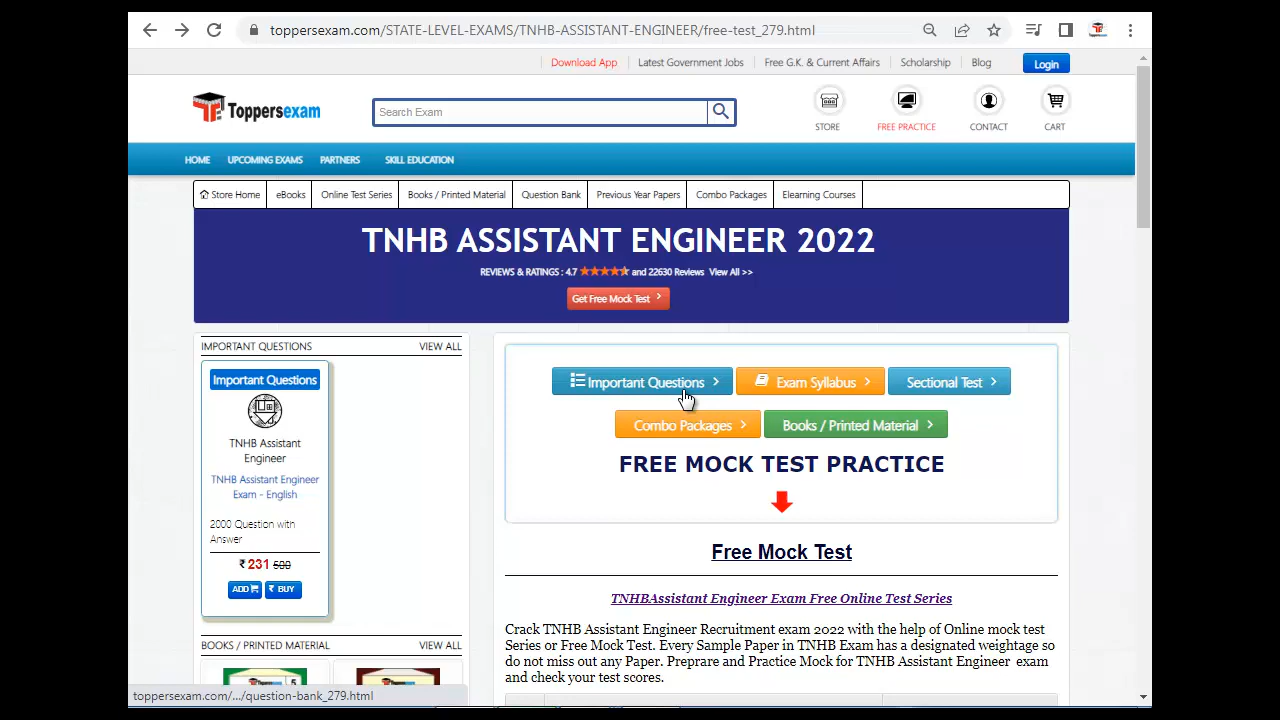 toppersexam.com/STATE-LEVEL-EXAMS/TNHB-ASSISTANT-ENGINEER/free-test_279.html
Download App Latest Government Jobs Free G.K. & Current Affairs Scholarship Blog Login
Toppersexam
Search Exam
STORE FREE PRACTICE CONTACT CART
HOME UPCOMING EXAMS PARTNERS SKILL EDUCATION
Store Home eBooks Online Test Series Books / Printed Material Question Bank Previous Year Papers Combo Packages Elearning Courses
TNHB ASSISTANT ENGINEER 2022
REVIEWS & RATINGS : 4.7 and 22630 Reviews View All >>
Get Free Mock Test
IMPORTANT QUESTIONS VIEW ALL
Important Questions
TNHB Assistant
Engineer
TNHB Assistant Engineer
Exam - English
2000 Question with
Answer
₹ 231 500
ADD ₹ BUY
BOOKS / PRINTED MATERIAL VIEW ALL
Toppersexam 5
Important Questions Exam Syllabus Sectional Test
Combo Packages Books / Printed Material
FREE MOCK TEST PRACTICE
Free Mock Test
TNHBAssistant Engineer Exam Free Online Test Series
Crack TNHB Assistant Engineer Recruitment exam 2022 with the help of Online mock test
Series or Free Mock Test. Every Sample Paper in TNHB Exam has a designated weightage so
do not miss out any Paper. Preprare and Practice Mock for TNHB Assistant Engineer exam
and check your test scores.
toppersexam.com/.../question-bank_279.html